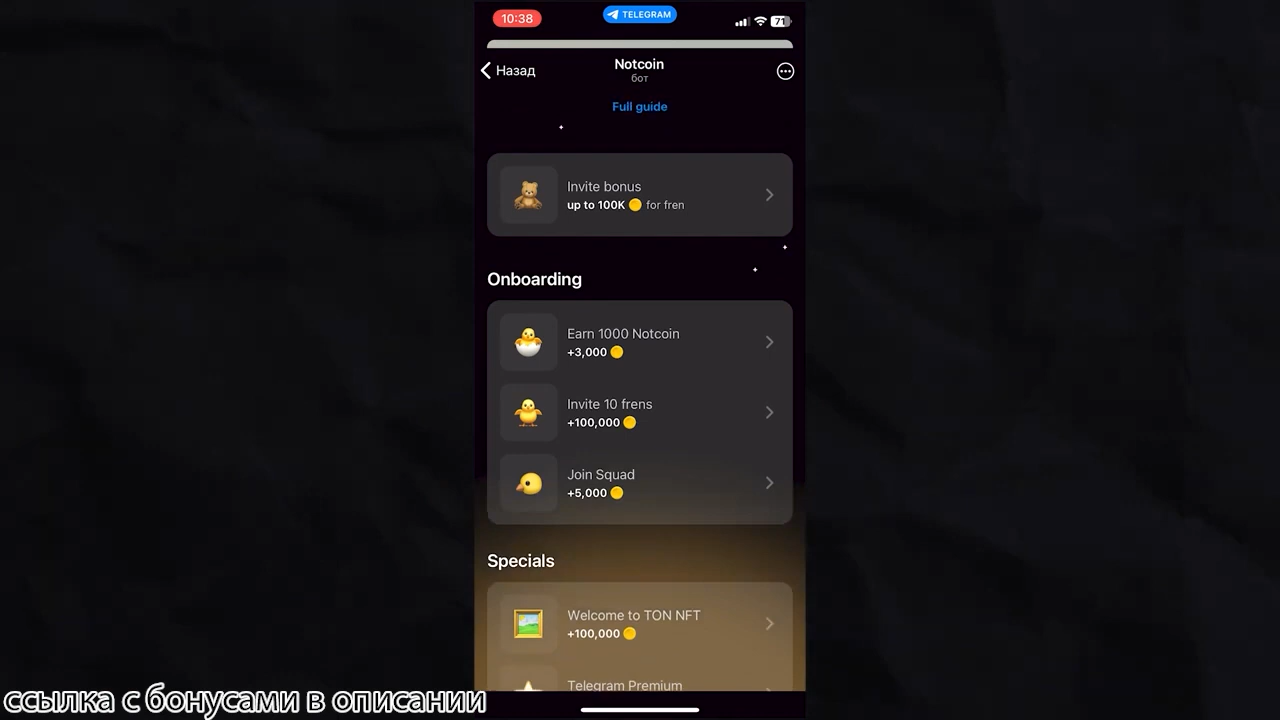 10:38
TELEGRAM
71
Назад
Notcoin
бот
Full guide
Invite bonus
up to 100K for fren
Onboarding
Earn 1000 Notcoin
+3,000
Invite 10 frens
+100,000
Join Squad
+5,000
Specials
Welcome to TON NFT
+100,000
Telegram Premium
ссылка с бонусами в описании